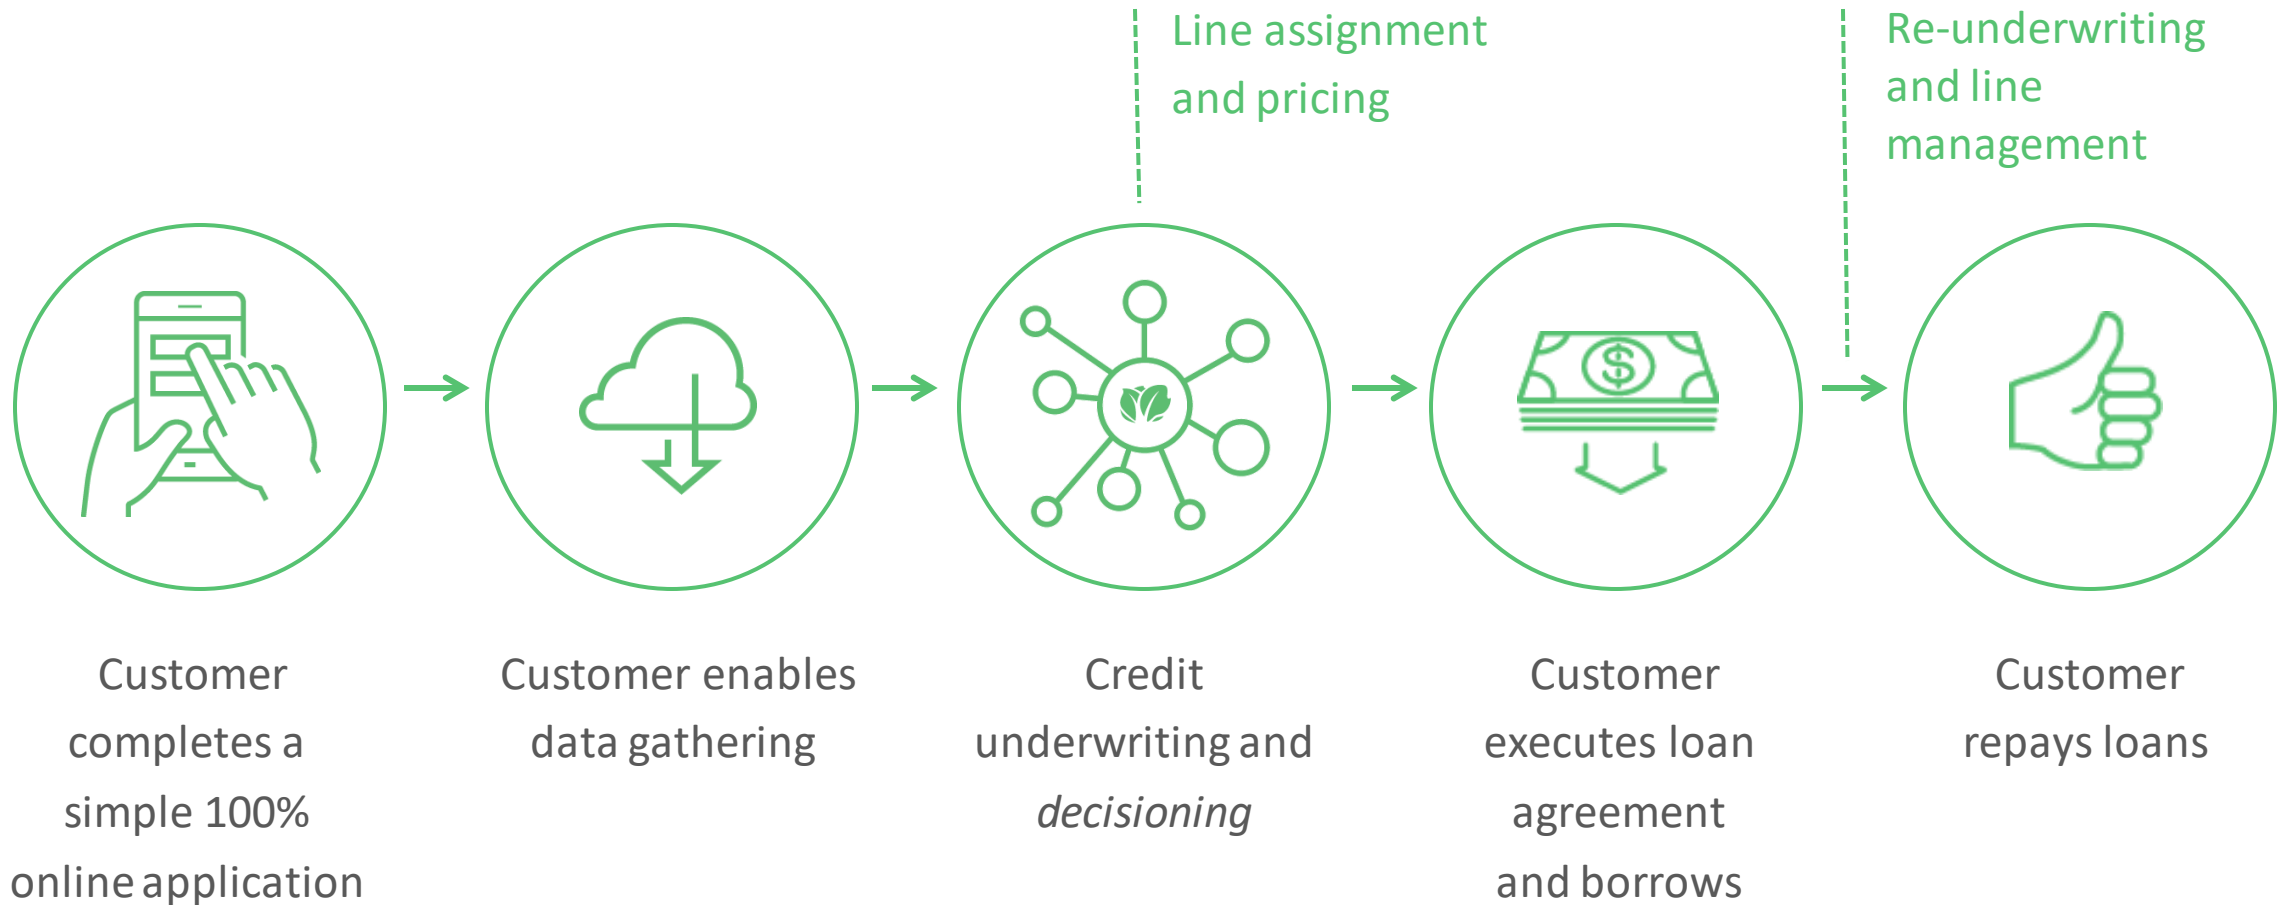 Line assignment
and pricing
Re-underwriting
and line
management
$
Customer
completes a
simple 100%
online application
Customer enables
data gathering
Credit
underwriting and
decisioning
Customer
executes loan
agreement
and borrows
Customer
repays loans